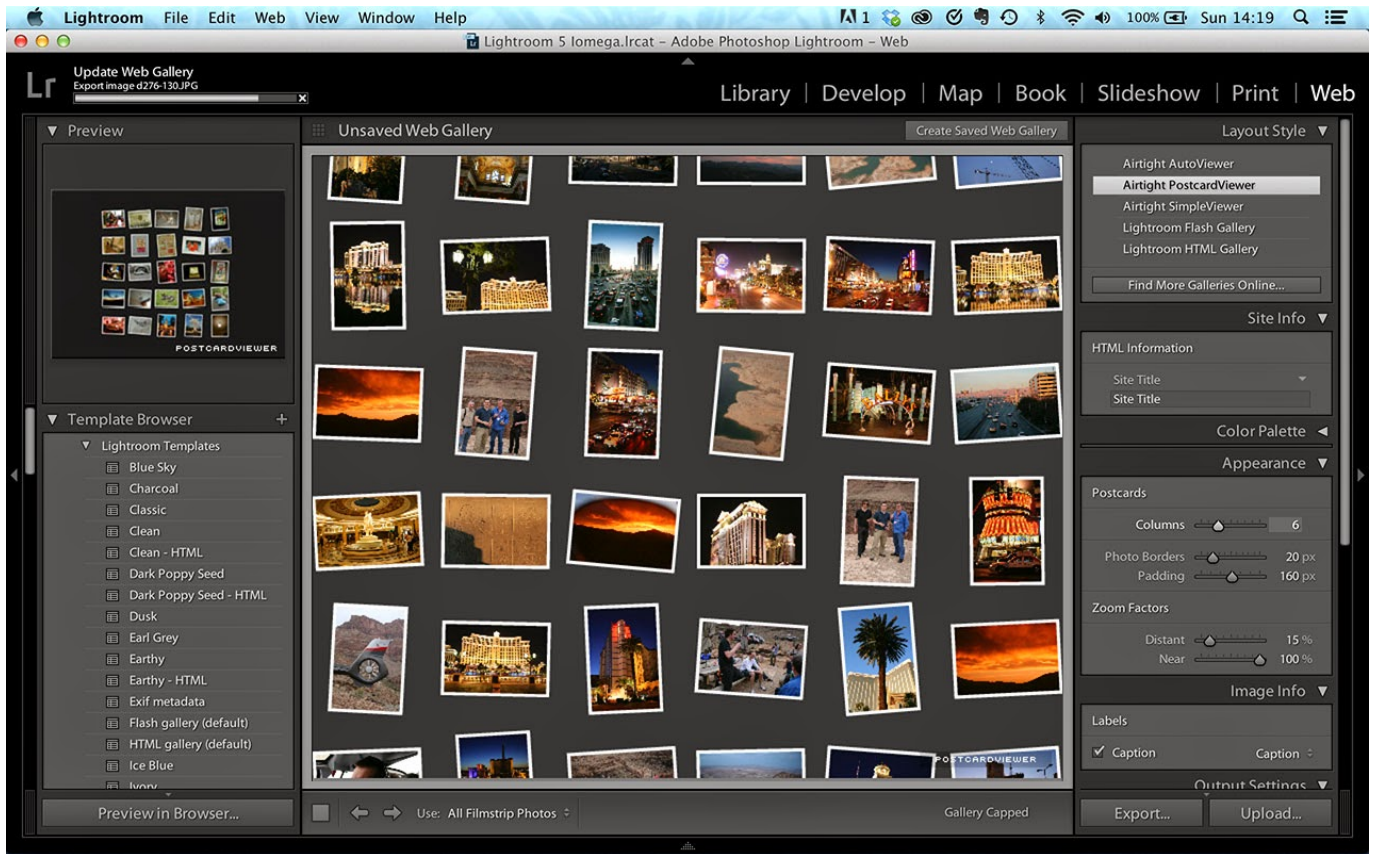 Lightroom File Edit Web View Window Help 1 100% Sun 14:19
Lightroom 5 Iomega.lrcat – Adobe Photoshop Lightroom – Web
Lr
Update Web Gallery
Export image d276-130.JPG
Library | Develop | Map | Book | Slideshow | Print | Web
Preview
POSTCARDVIEWER
Template Browser +
Lightroom Templates
Blue Sky
Charcoal
Classic
Clean
Clean - HTML
Dark Poppy Seed
Dark Poppy Seed - HTML
Dusk
Earl Grey
Earthy
Earthy - HTML
Exif metadata
Flash gallery (default)
HTML gallery (default)
Ice Blue
Ivory
Preview in Browser...
Unsaved Web Gallery
Create Saved Web Gallery
POSTCARDVIEWER
Use: All Filmstrip Photos
Gallery Capped
Layout Style
Airtight AutoViewer
Airtight PostcardViewer
Airtight SimpleViewer
Lightroom Flash Gallery
Lightroom HTML Gallery
Find More Galleries Online...
Site Info
HTML Information
Site Title
Site Title
Color Palette
Appearance
Postcards
Columns 6
Photo Borders 20 px
Padding 160 px
Zoom Factors
Distant 15 %
Near 100 %
Image Info
Labels
Caption Caption
Output Settings
Export... Upload...